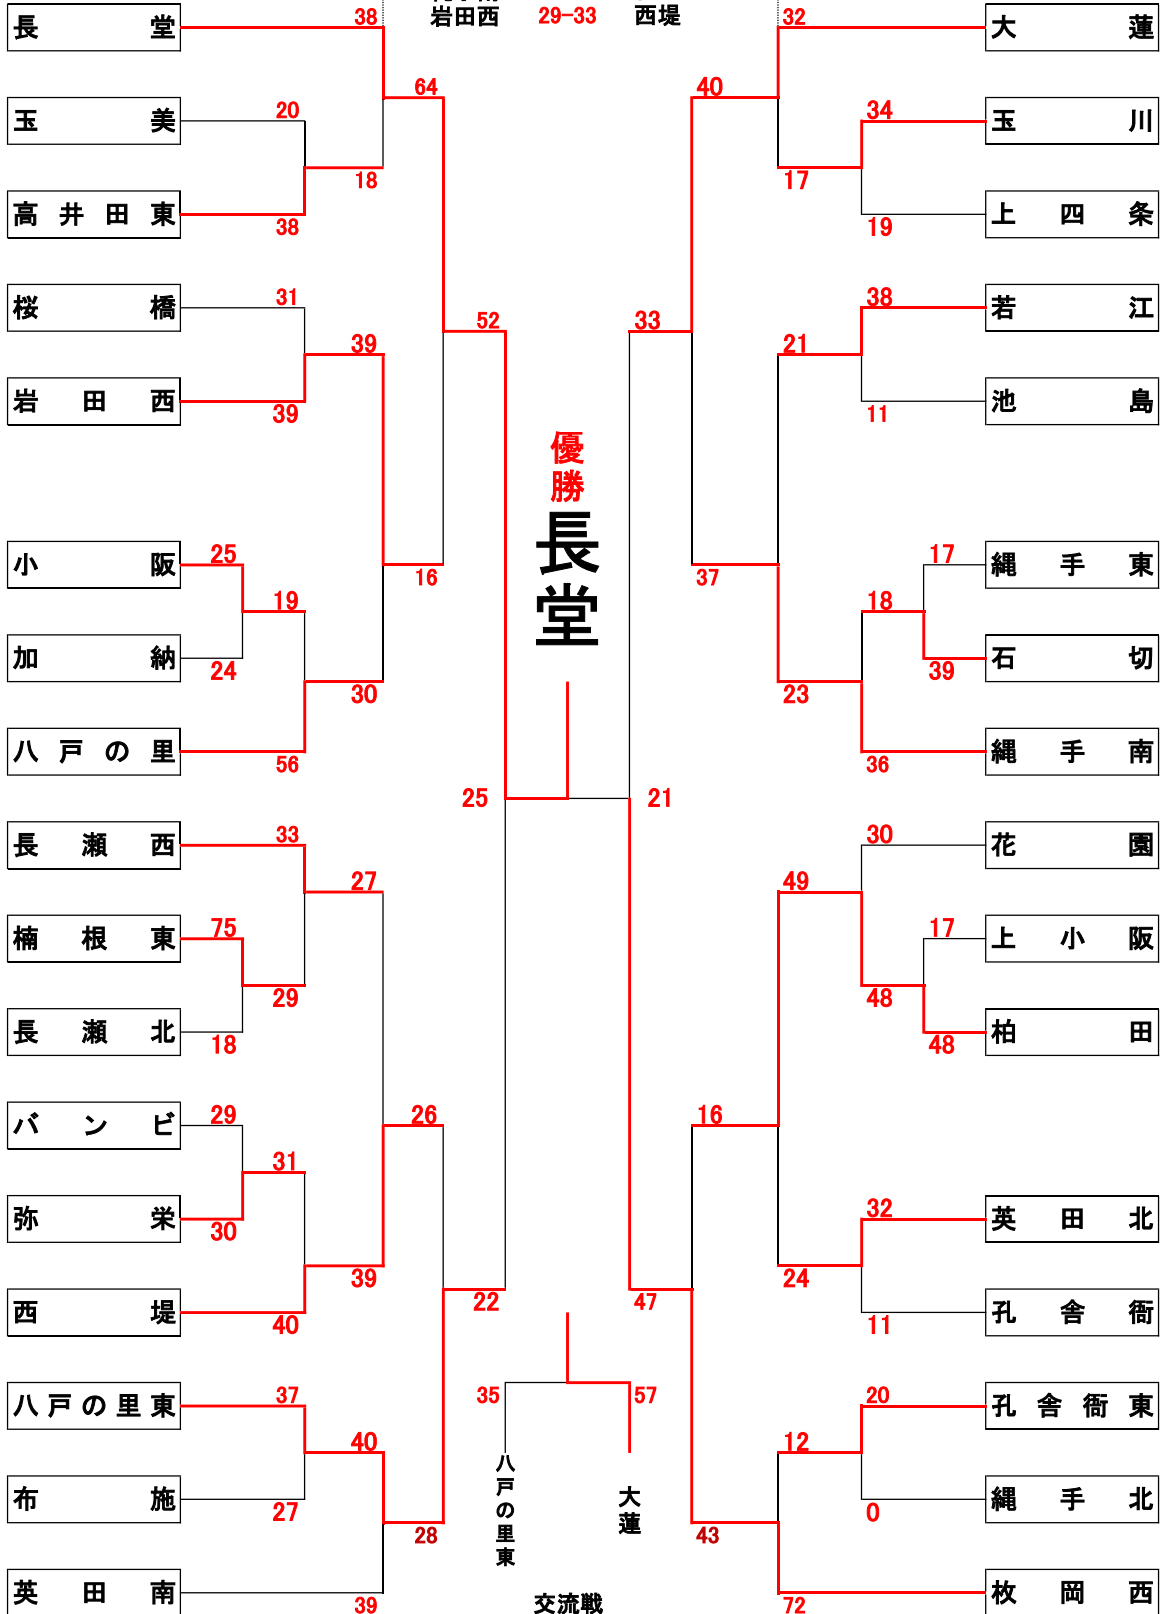 岩田西 29-33 西堤
長堂 38
玉美 20
18
高井田東 38
64
桜橋 31
39
岩田西 39
52
小阪 25
19
加納 24
30
八戸の里 56
16
25
長瀬西 33
27
楠根東 75
29
長瀬北 18
26
バンビ 29
31
弥栄 30
39
西堤 40
22
八戸の里東 37
40
布施 27
28
英田南 39
優勝
長堂
32 大蓮
40
34 玉川
17
19 上四条
33
38 若江
21
11 池島
37
17 縄手東
18
39 石切
23
36 縄手南
21
30 花園
49
17 上小阪
48
48 柏田
16
32 英田北
24
11 孔舎衙
47
20 孔舎衙東
12
0 縄手北
43
72 枚岡西
35 57
八戸の里東
大蓮
交流戦